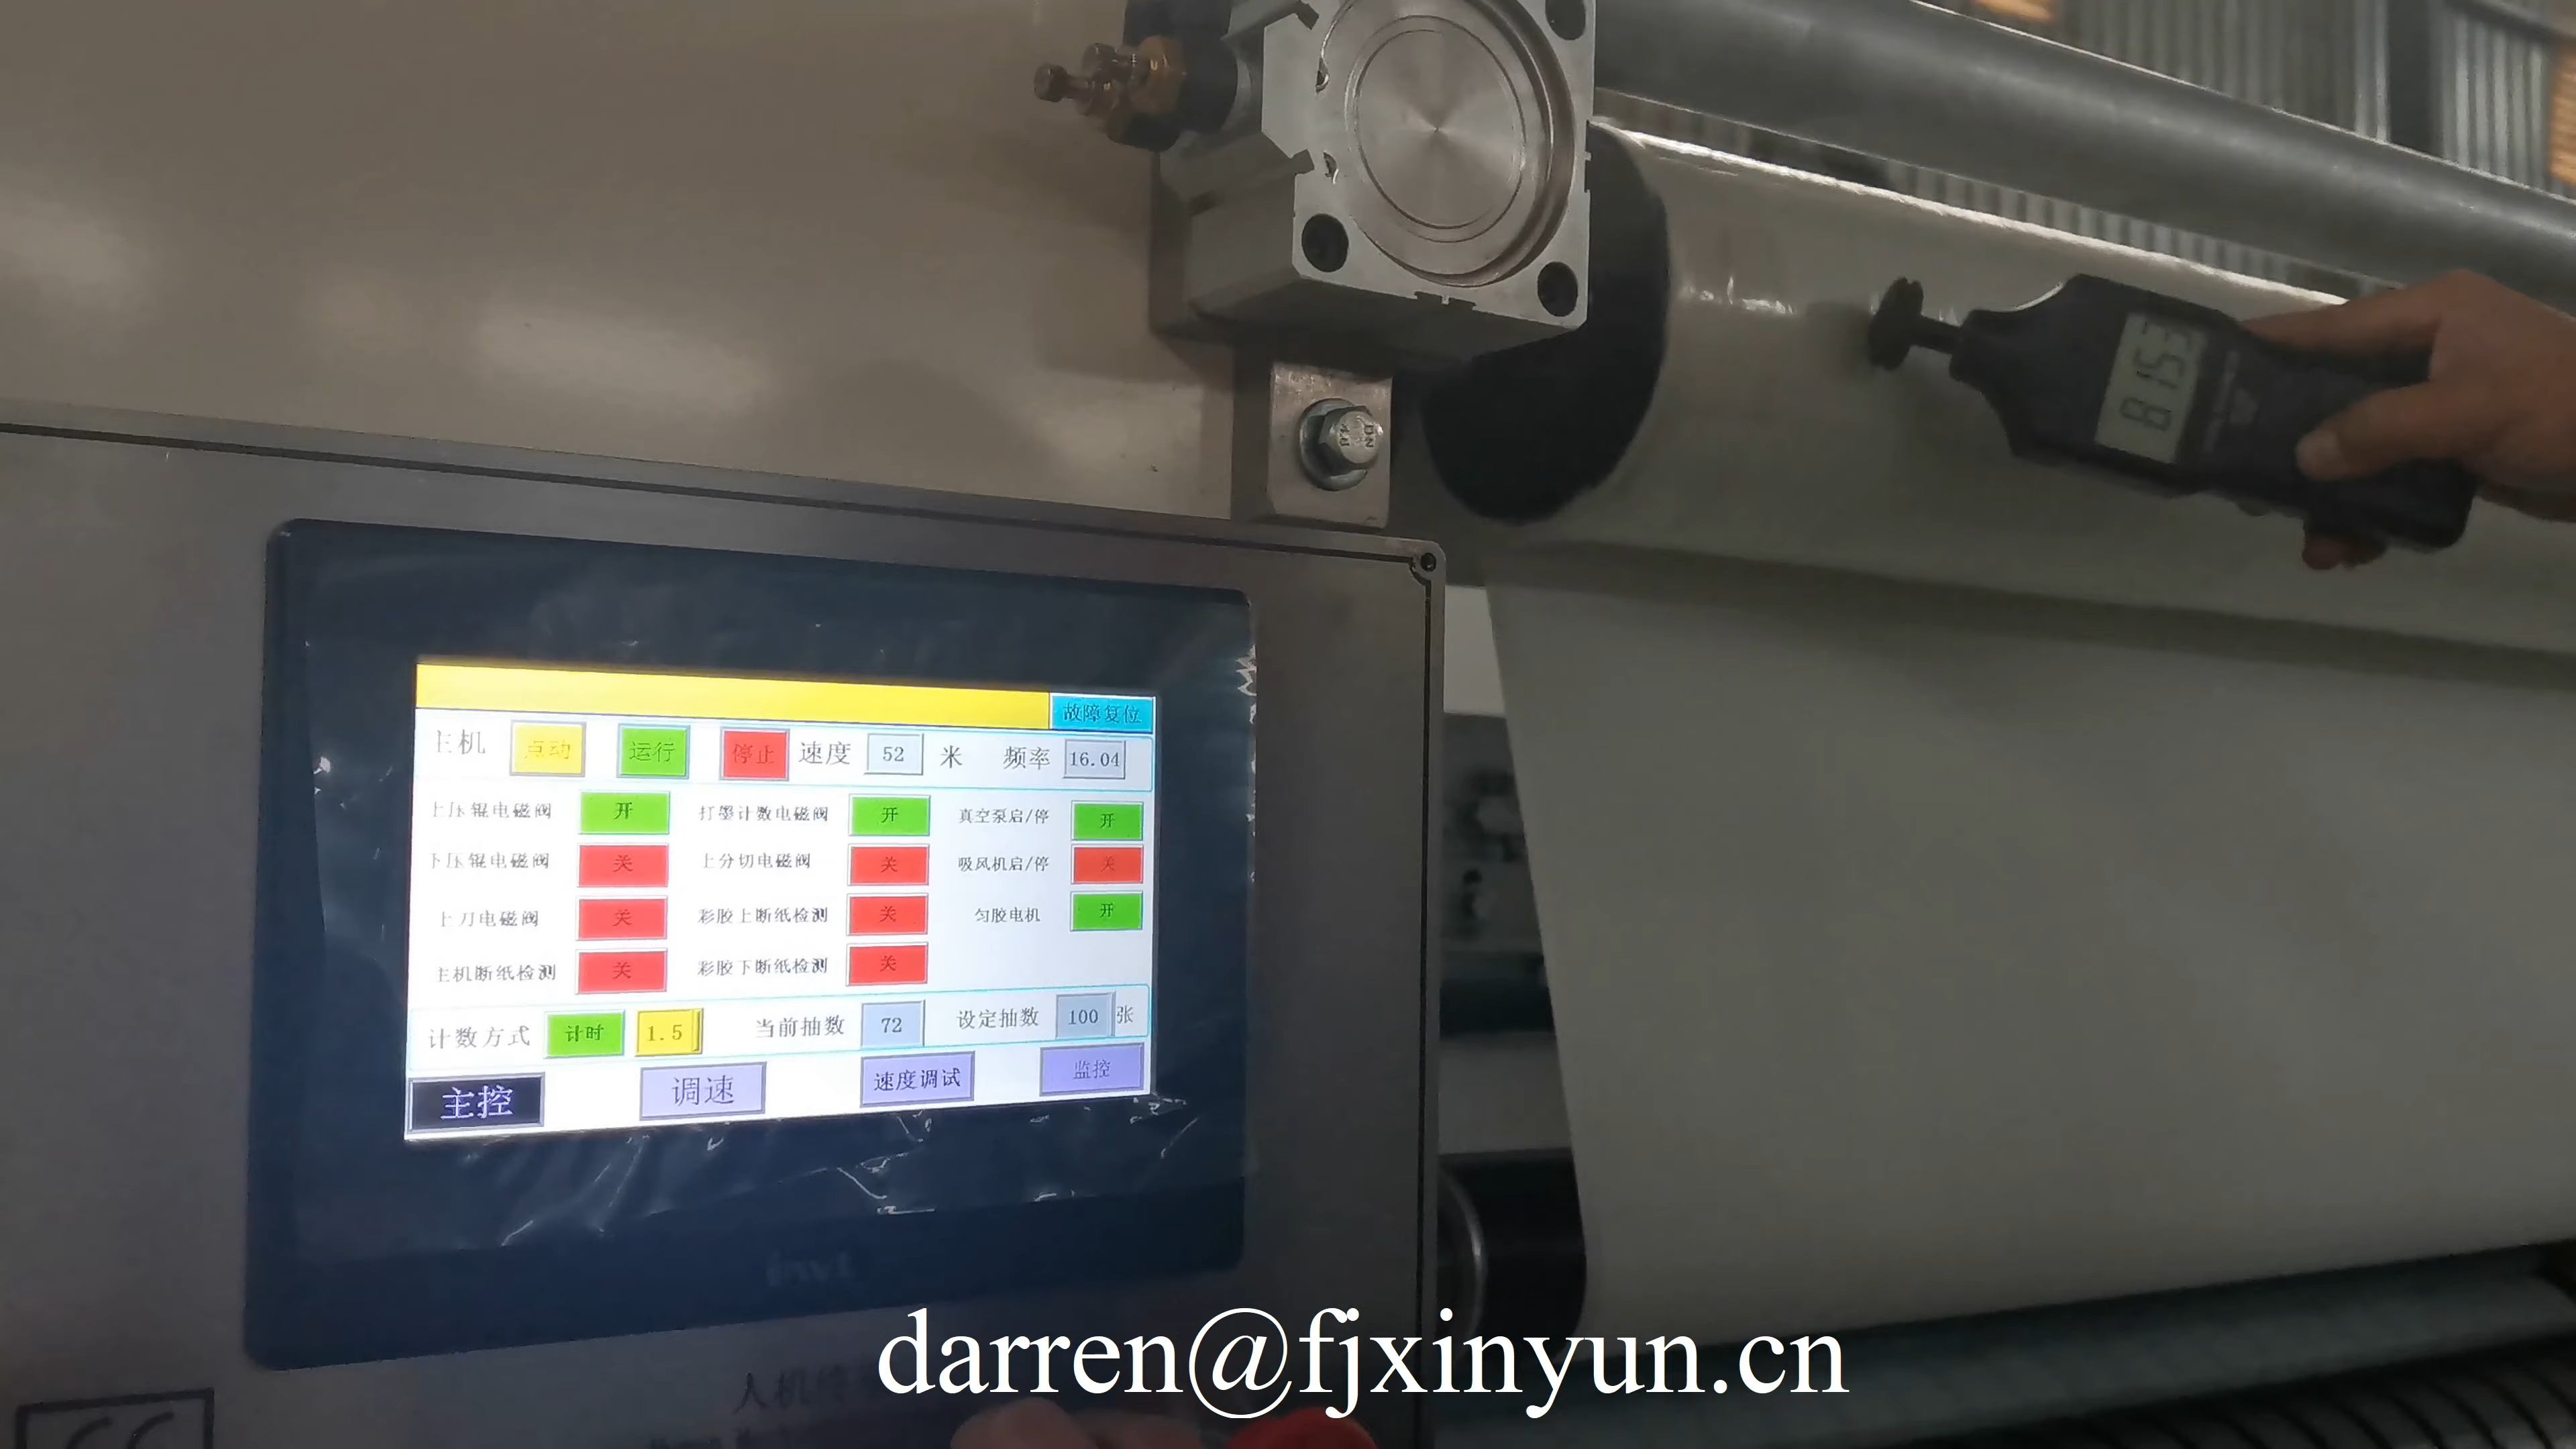 8153
故障复位
主机 点动 运行 停止 速度 52 米 频率 16.04
上压辊电磁阀 开 打墨计数电磁阀 开 真空泵启/停 开
下压辊电磁阀 关 上分切电磁阀 关 吸风机启/停 关
上刀电磁阀 关 彩胶上断纸检测 关 匀胶电机 开
主机断纸检测 关 彩胶下断纸检测 关
计数方式 计时 1.5 当前抽数 72 设定抽数 100 张
主控 调速 速度调试 监控
invt
人机
darren@fjxinyun.cn